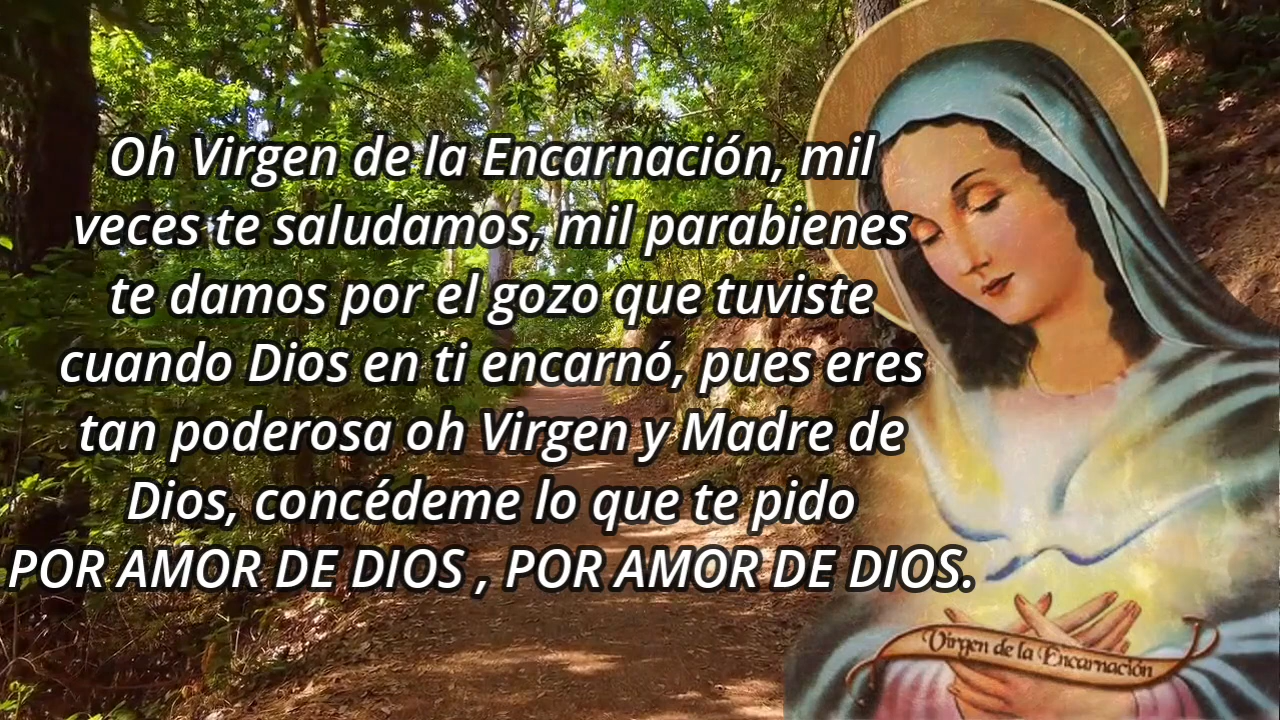 Oh Virgen de la Encarnación, mil
veces te saludamos, mil parabienes
te damos por el gozo que tuviste
cuando Dios en ti encarnó, pues eres
tan poderosa oh Virgen y Madre de
Dios, concédeme lo que te pido
POR AMOR DE DIOS , POR AMOR DE DIOS.
Virgen de la Encarnación